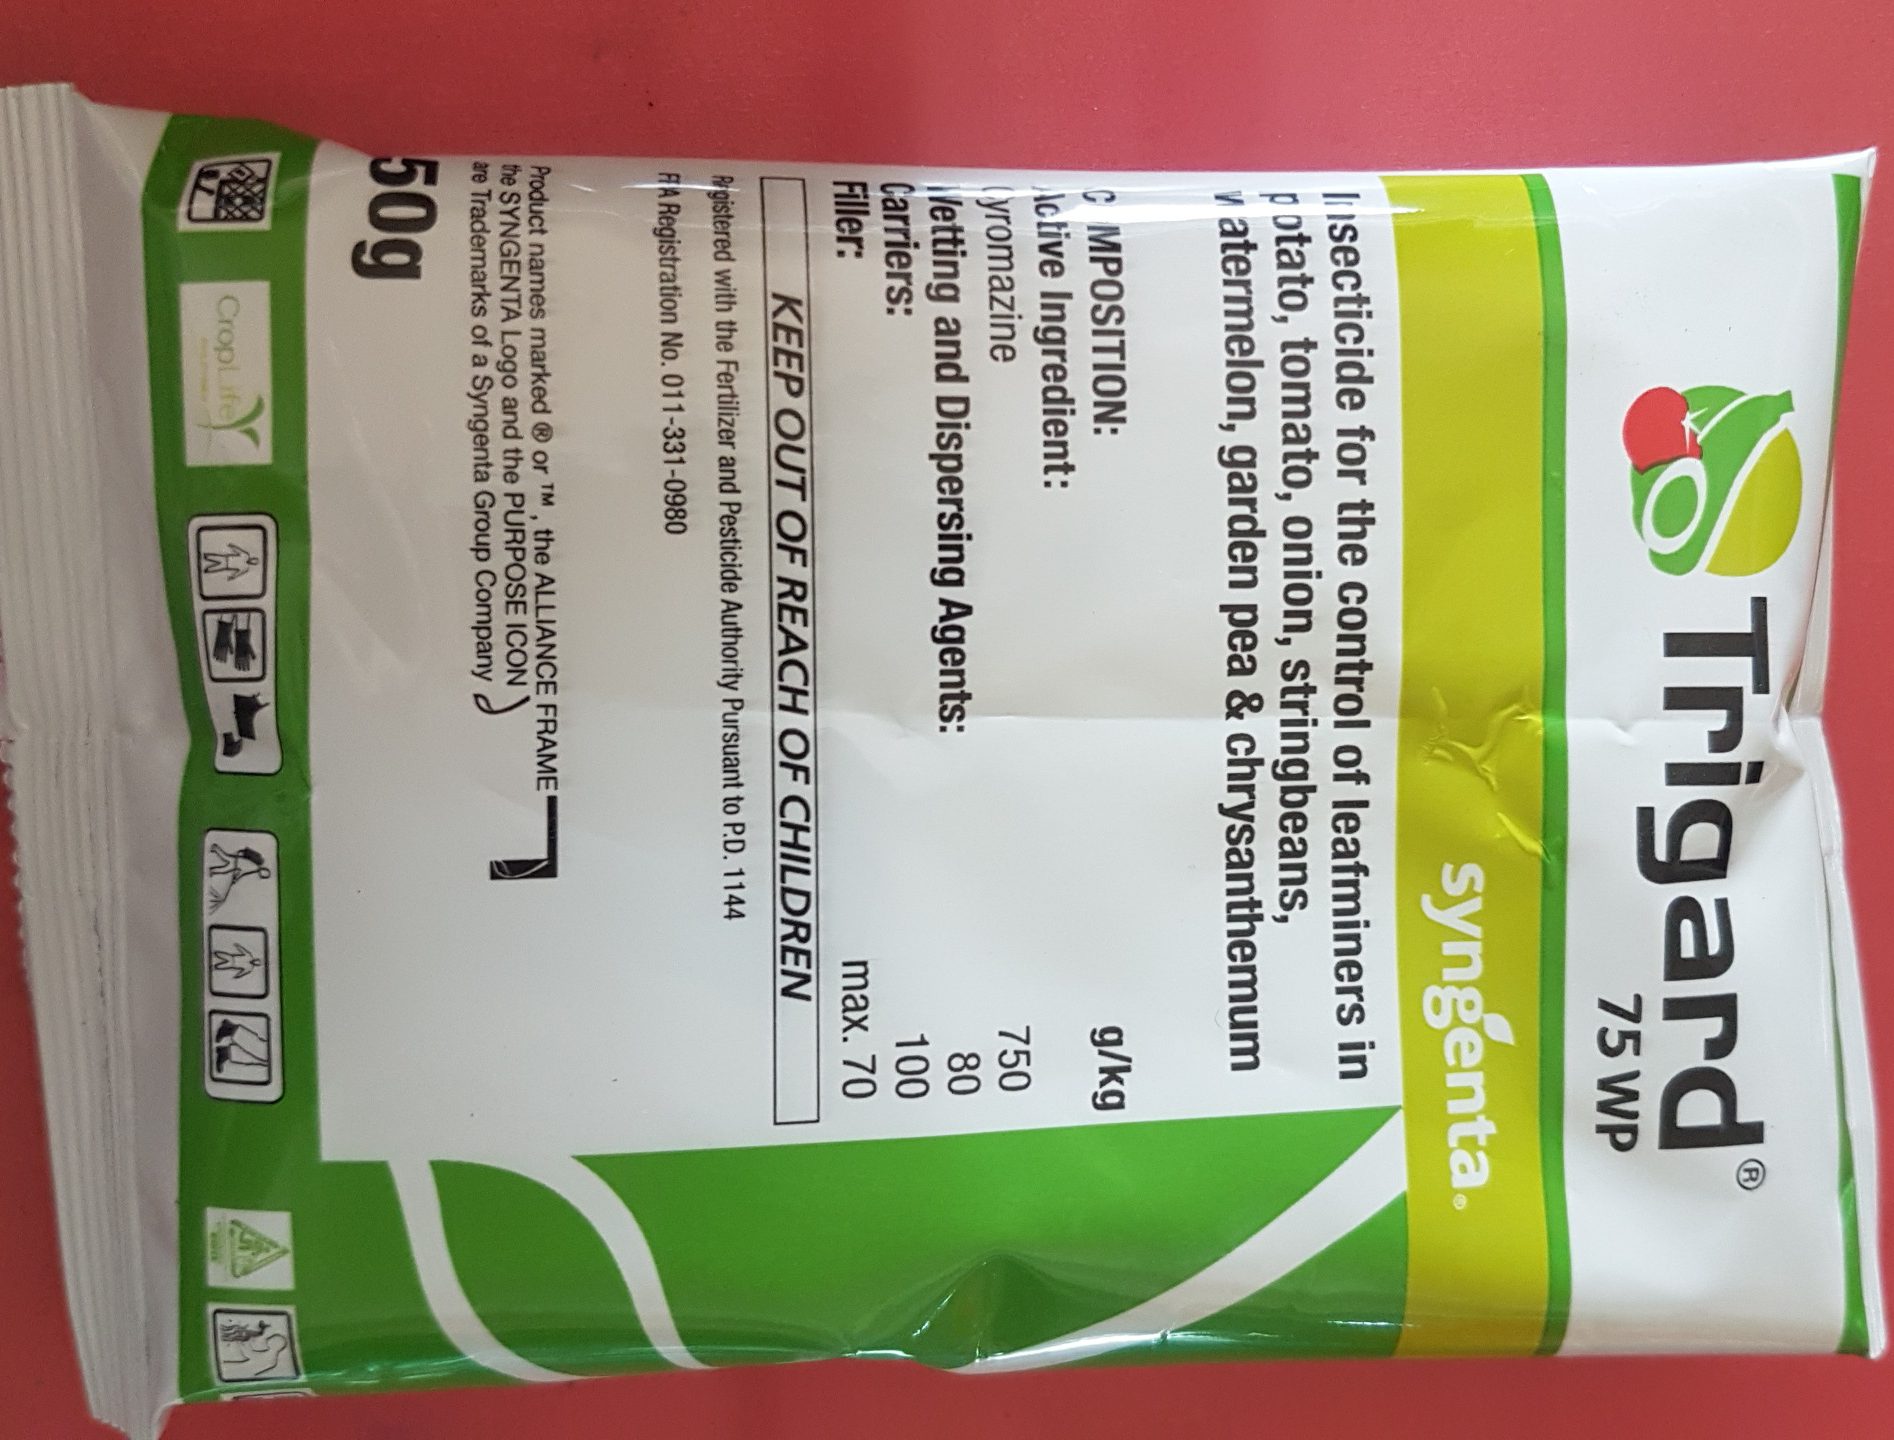 Trigard®
75 WP
syngenta®
Insecticide for the control of leafminers in
potato, tomato, onion, stringbeans,
watermelon, garden pea & chrysanthemum
COMPOSITION: g/kg
Active Ingredient:
Cyromazine 750
Wetting and Dispersing Agents: 80
Carriers: 100
Filler: max. 70
KEEP OUT OF REACH OF CHILDREN
Registered with the Fertilizer and Pesticide Authority Pursuant to P.D. 1144
FPA Registration No. 011-331-0980
Product names marked ® or ™, the ALLIANCE FRAME
the SYNGENTA Logo and the PURPOSE ICON
are Trademarks of a Syngenta Group Company
50g
CropLife